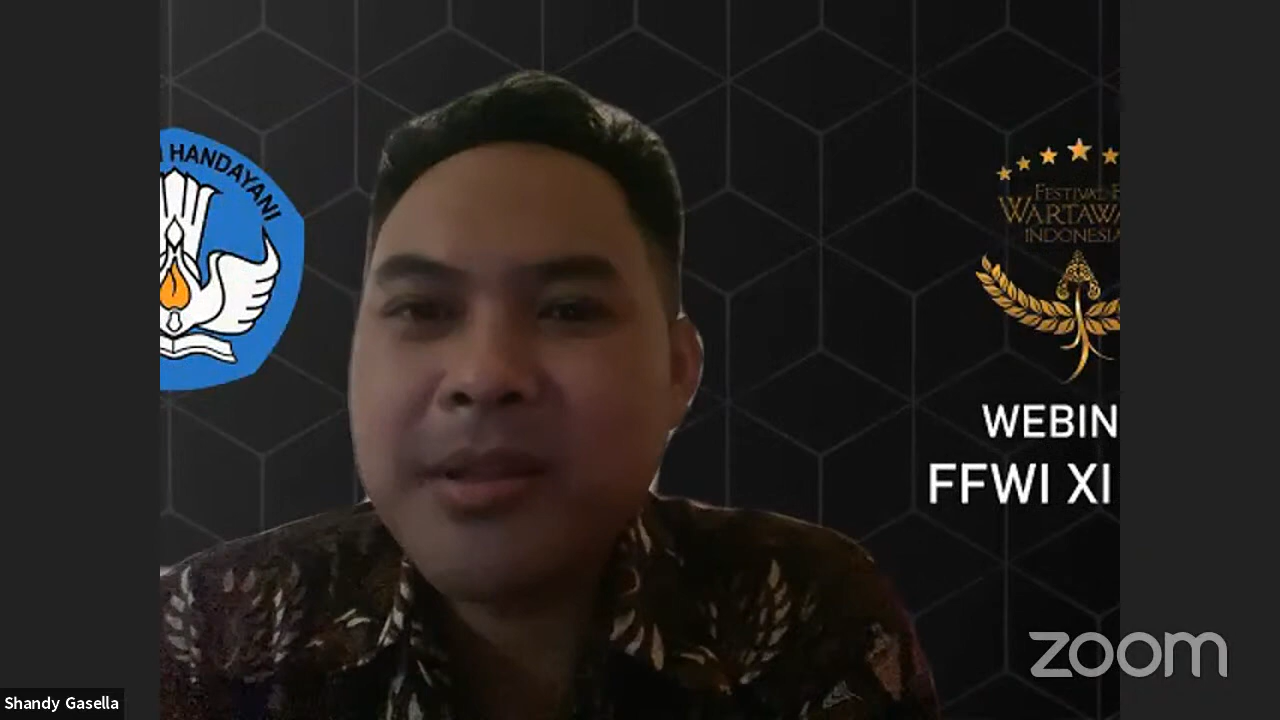 HANDAYANI
FESTIVAL
WARTAWA
INDONESIA
WEBIN
FFWI XI
zoom
Shandy Gasella